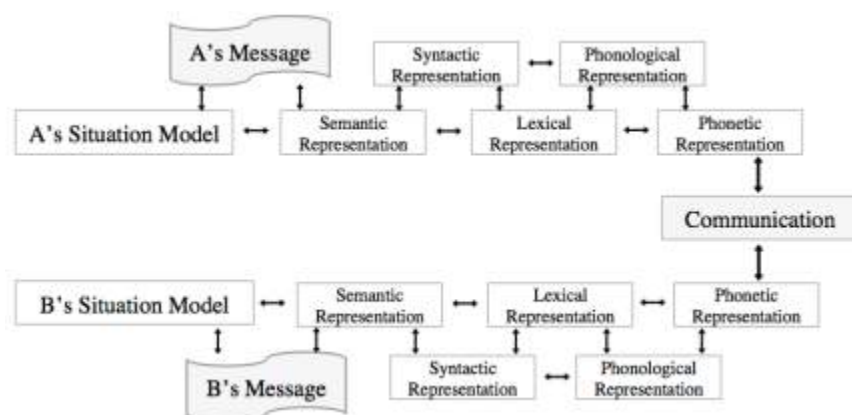 A's Message
Syntactic
Representation
Phonological
Representation
A's Situation Model
Semantic
Representation
Lexical
Representation
Phonetic
Representation
Communication
B's Situation Model
Semantic
Representation
Lexical
Representation
Phonetic
Representation
B's Message
Syntactic
Representation
Phonological
Representation